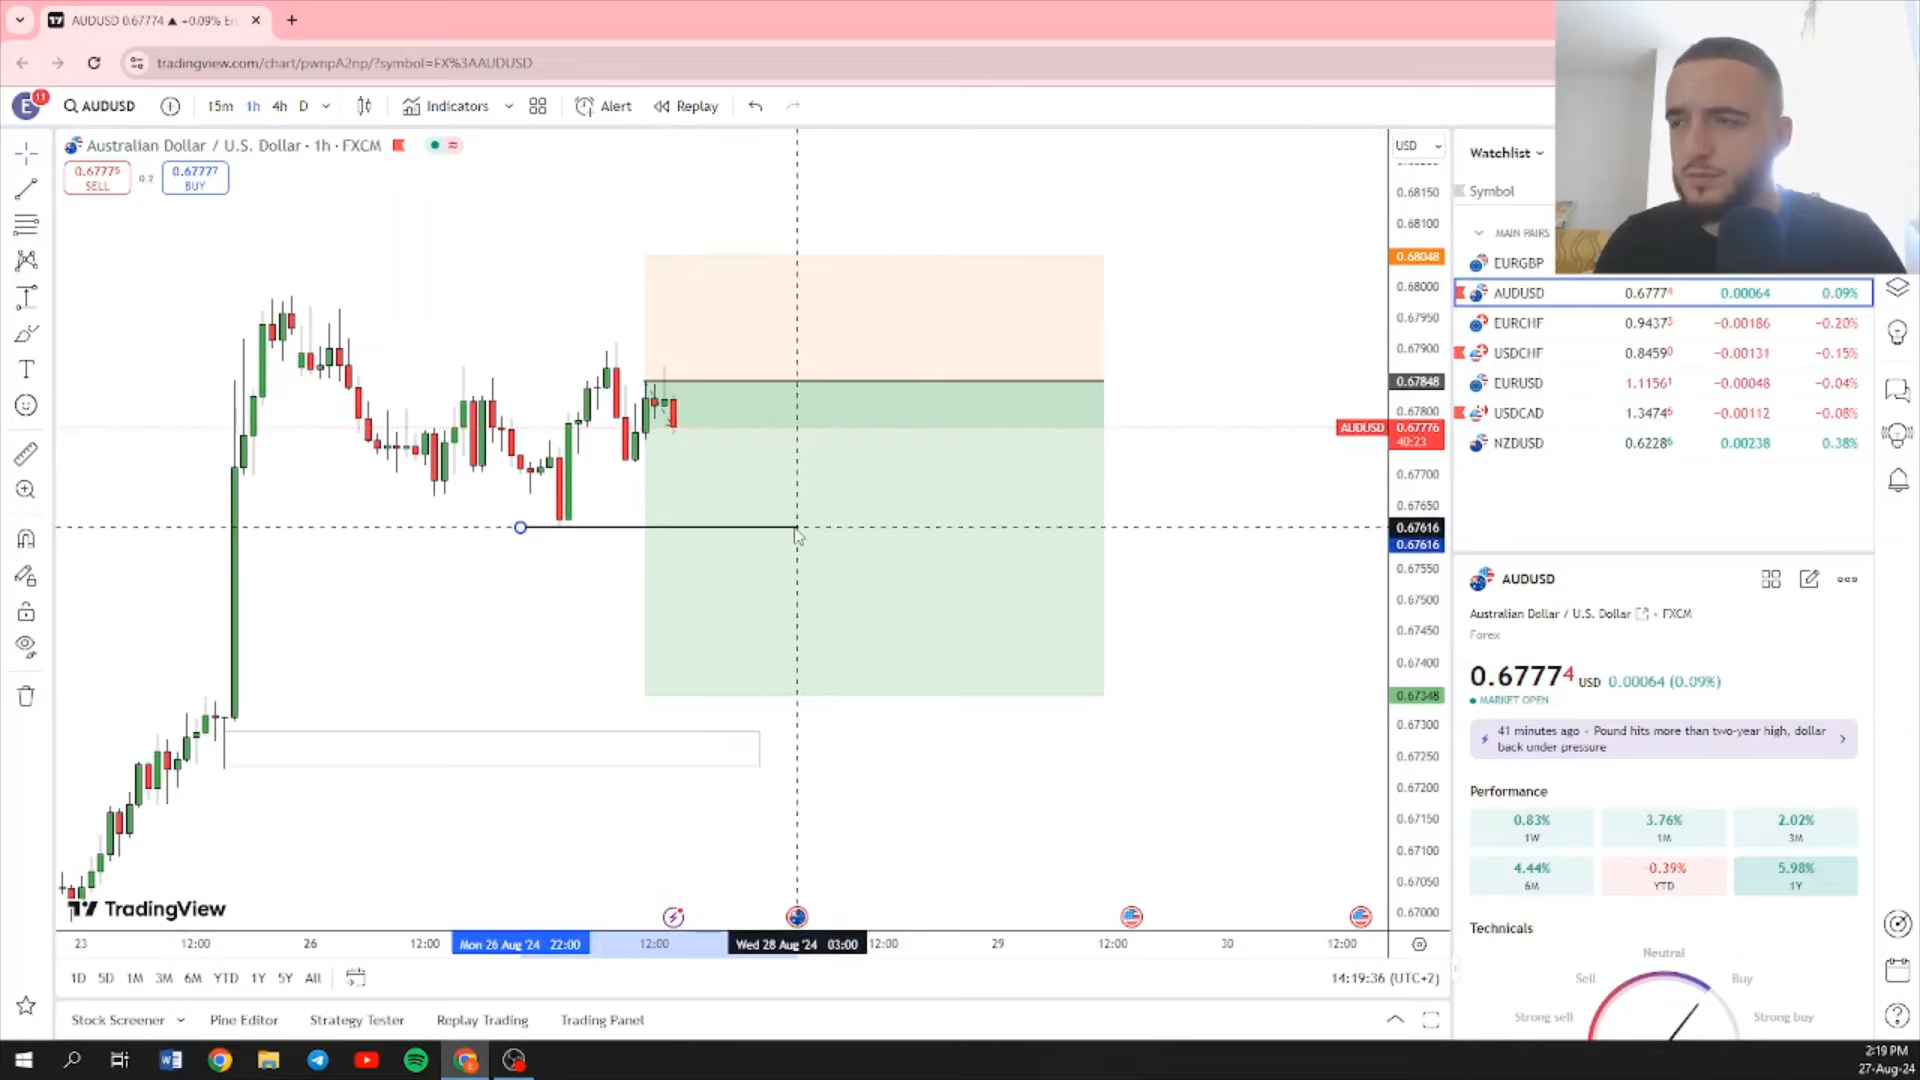 AUDUSD 0.67774 ▲ +0.09%
tradingview.com/chart/pwnpA2np/?symbol=FX%3AAUDUSD
E 11 AUDUSD 15m 1h 4h D Indicators Alert Replay
Australian Dollar / U.S. Dollar · 1h · FXCM
0.67775 SELL 0.2 0.67777 BUY
USD
0.68150
0.68100
0.68048
0.68000
0.67950
0.67900
0.67848
0.67800
AUDUSD 0.67776
40:23
0.67700
0.67650
0.67616
0.67616
0.67550
0.67500
0.67450
0.67400
0.67348
0.67300
0.67250
0.67200
0.67150
0.67100
0.67050
0.67000
TradingView
23 12:00 26 12:00 Mon 26 Aug '24 22:00 12:00 Wed 28 Aug '24 03:00 12:00 29 12:00 30 12:00
1D 5D 1M 3M 6M YTD 1Y 5Y All 14:19:36 (UTC+2)
Stock Screener Pine Editor Strategy Tester Replay Trading Trading Panel
Watchlist
Symbol
MAIN PAIRS
EURGBP
AUDUSD 0.67774 0.00064 0.09%
EURCHF 0.94373 −0.00186 −0.20%
USDCHF 0.84590 −0.00131 −0.15%
EURUSD 1.11561 −0.00048 −0.04%
USDCAD 1.34746 −0.00112 −0.08%
NZDUSD 0.62286 0.00238 0.38%
AUDUSD
Australian Dollar / U.S. Dollar · FXCM
Forex
0.67774 USD 0.00064 (0.09%)
MARKET OPEN
41 minutes ago · Pound hits more than two-year high, dollar
back under pressure
Performance
0.83% 3.76% 2.02%
1W 1M 3M
4.44% −0.39% 5.98%
6M YTD 1Y
Technicals
Neutral
Sell Buy
Strong sell Strong buy
2:19 PM
27-Aug-24